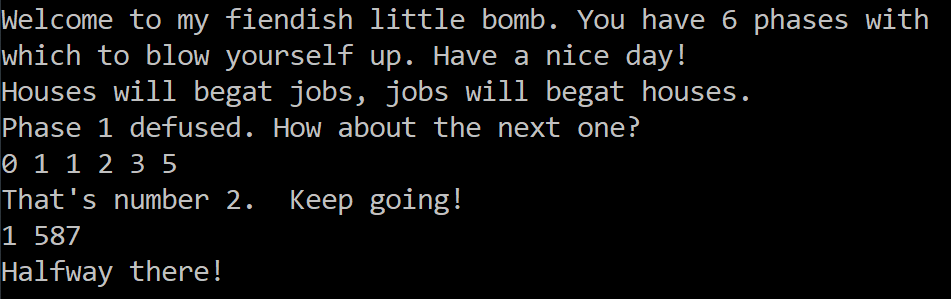 Welcome to my fiendish little bomb. You have 6 phases with
which to blow yourself up. Have a nice day!
Houses will begat jobs, jobs will begat houses.
Phase 1 defused. How about the next one?
0 1 1 2 3 5
That's number 2.  Keep going!
1 587
Halfway there!